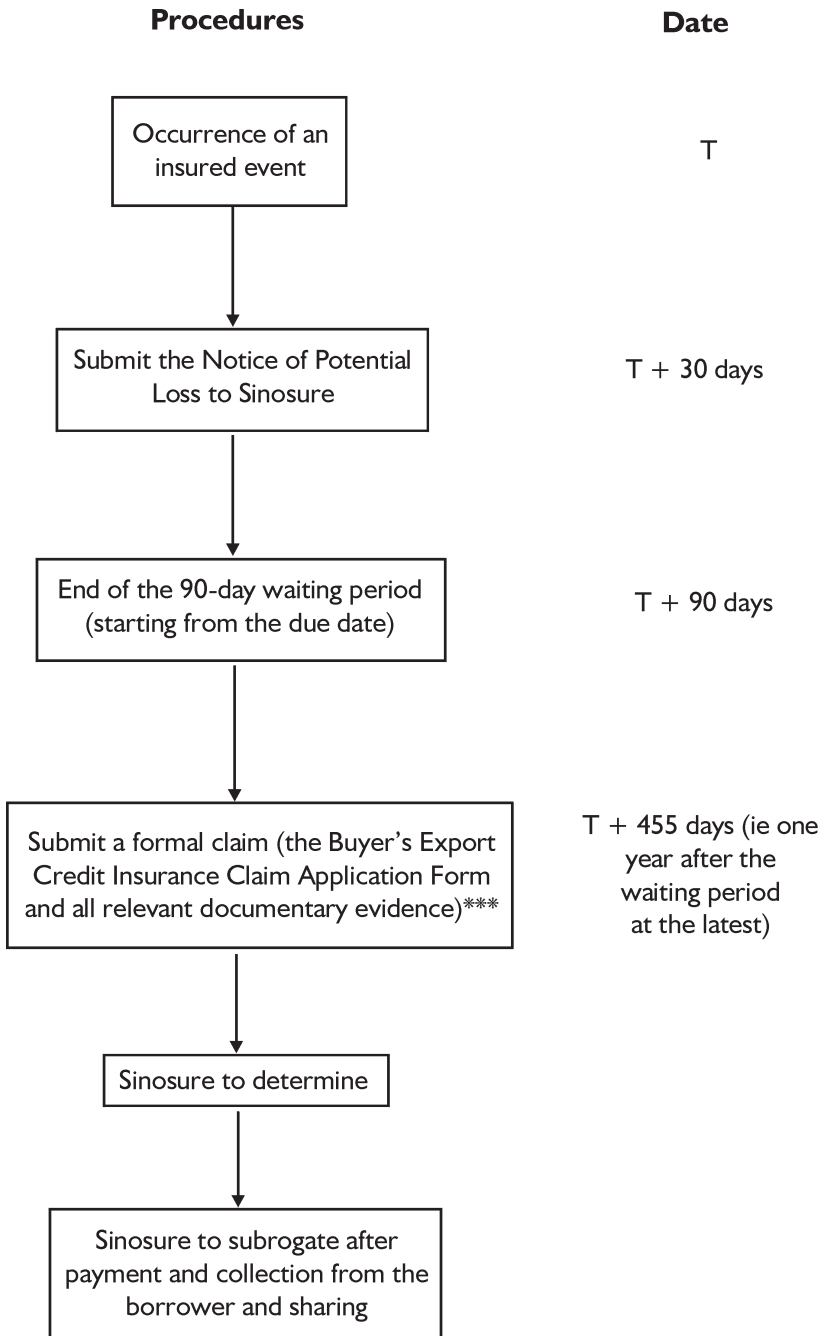 Procedures
Date
Occurrence of an
insured event
T
Submit the Notice of Potential
Loss to Sinosure
T + 30 days
End of the 90-day waiting period
(starting from the due date)
T + 90 days
Submit a formal claim (the Buyer's Export
Credit Insurance Claim Application Form
and all relevant documentary evidence)***
T + 455 days (ie one
year after the
waiting period
at the latest)
Sinosure to determine
Sinosure to subrogate after
payment and collection from the
borrower and sharing